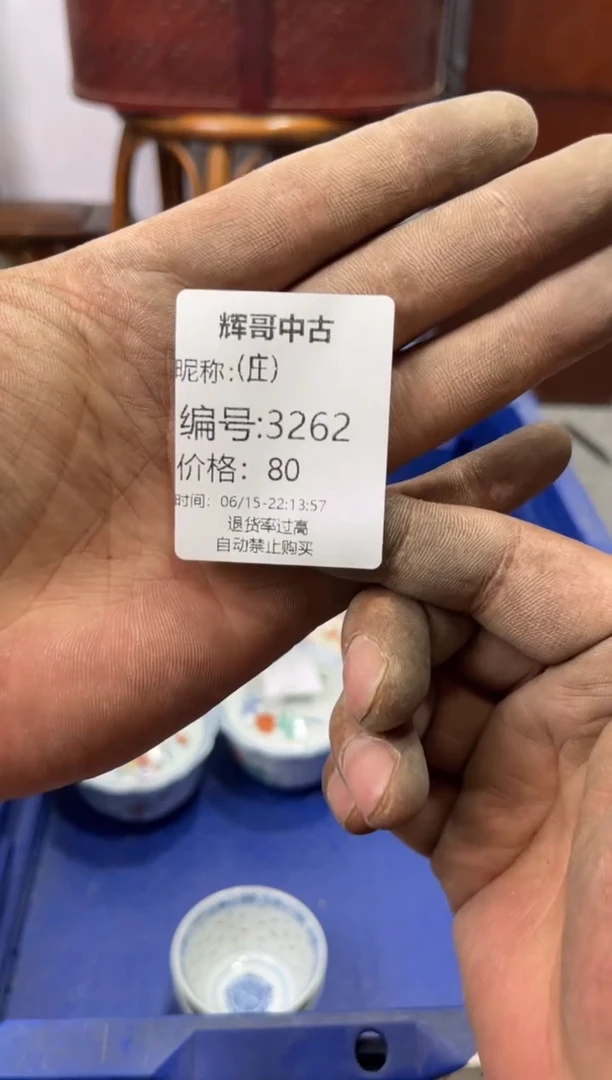 辉哥中古
昵称:(庄)
编号:3262
价格: 80
时间: 06/15-22:13:57
退货率过高
自动禁止购买